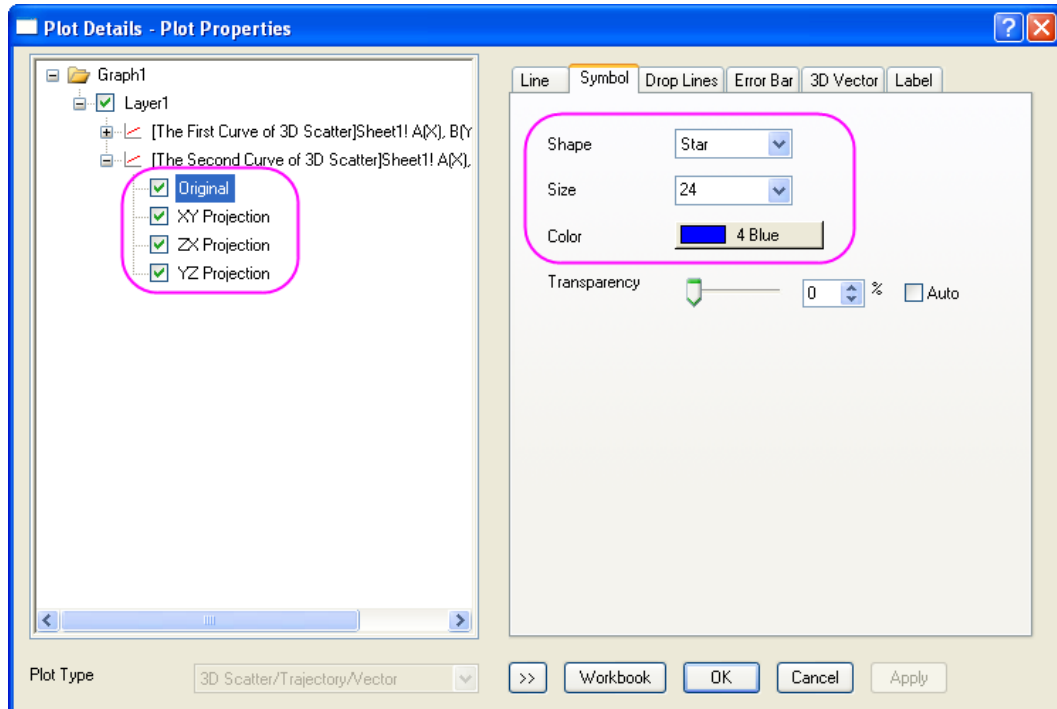 Plot Details - Plot Properties
Graph1
Layer1
[The First Curve of 3D Scatter]Sheet1! A(X), B(Y
[The Second Curve of 3D Scatter]Sheet1! A(X),
Original
XY Projection
ZX Projection
YZ Projection
Line Symbol Drop Lines Error Bar 3D Vector Label
Shape Star
Size 24
Color 4 Blue
Transparency 0 % Auto
Plot Type 3D Scatter/Trajectory/Vector >> Workbook OK Cancel Apply